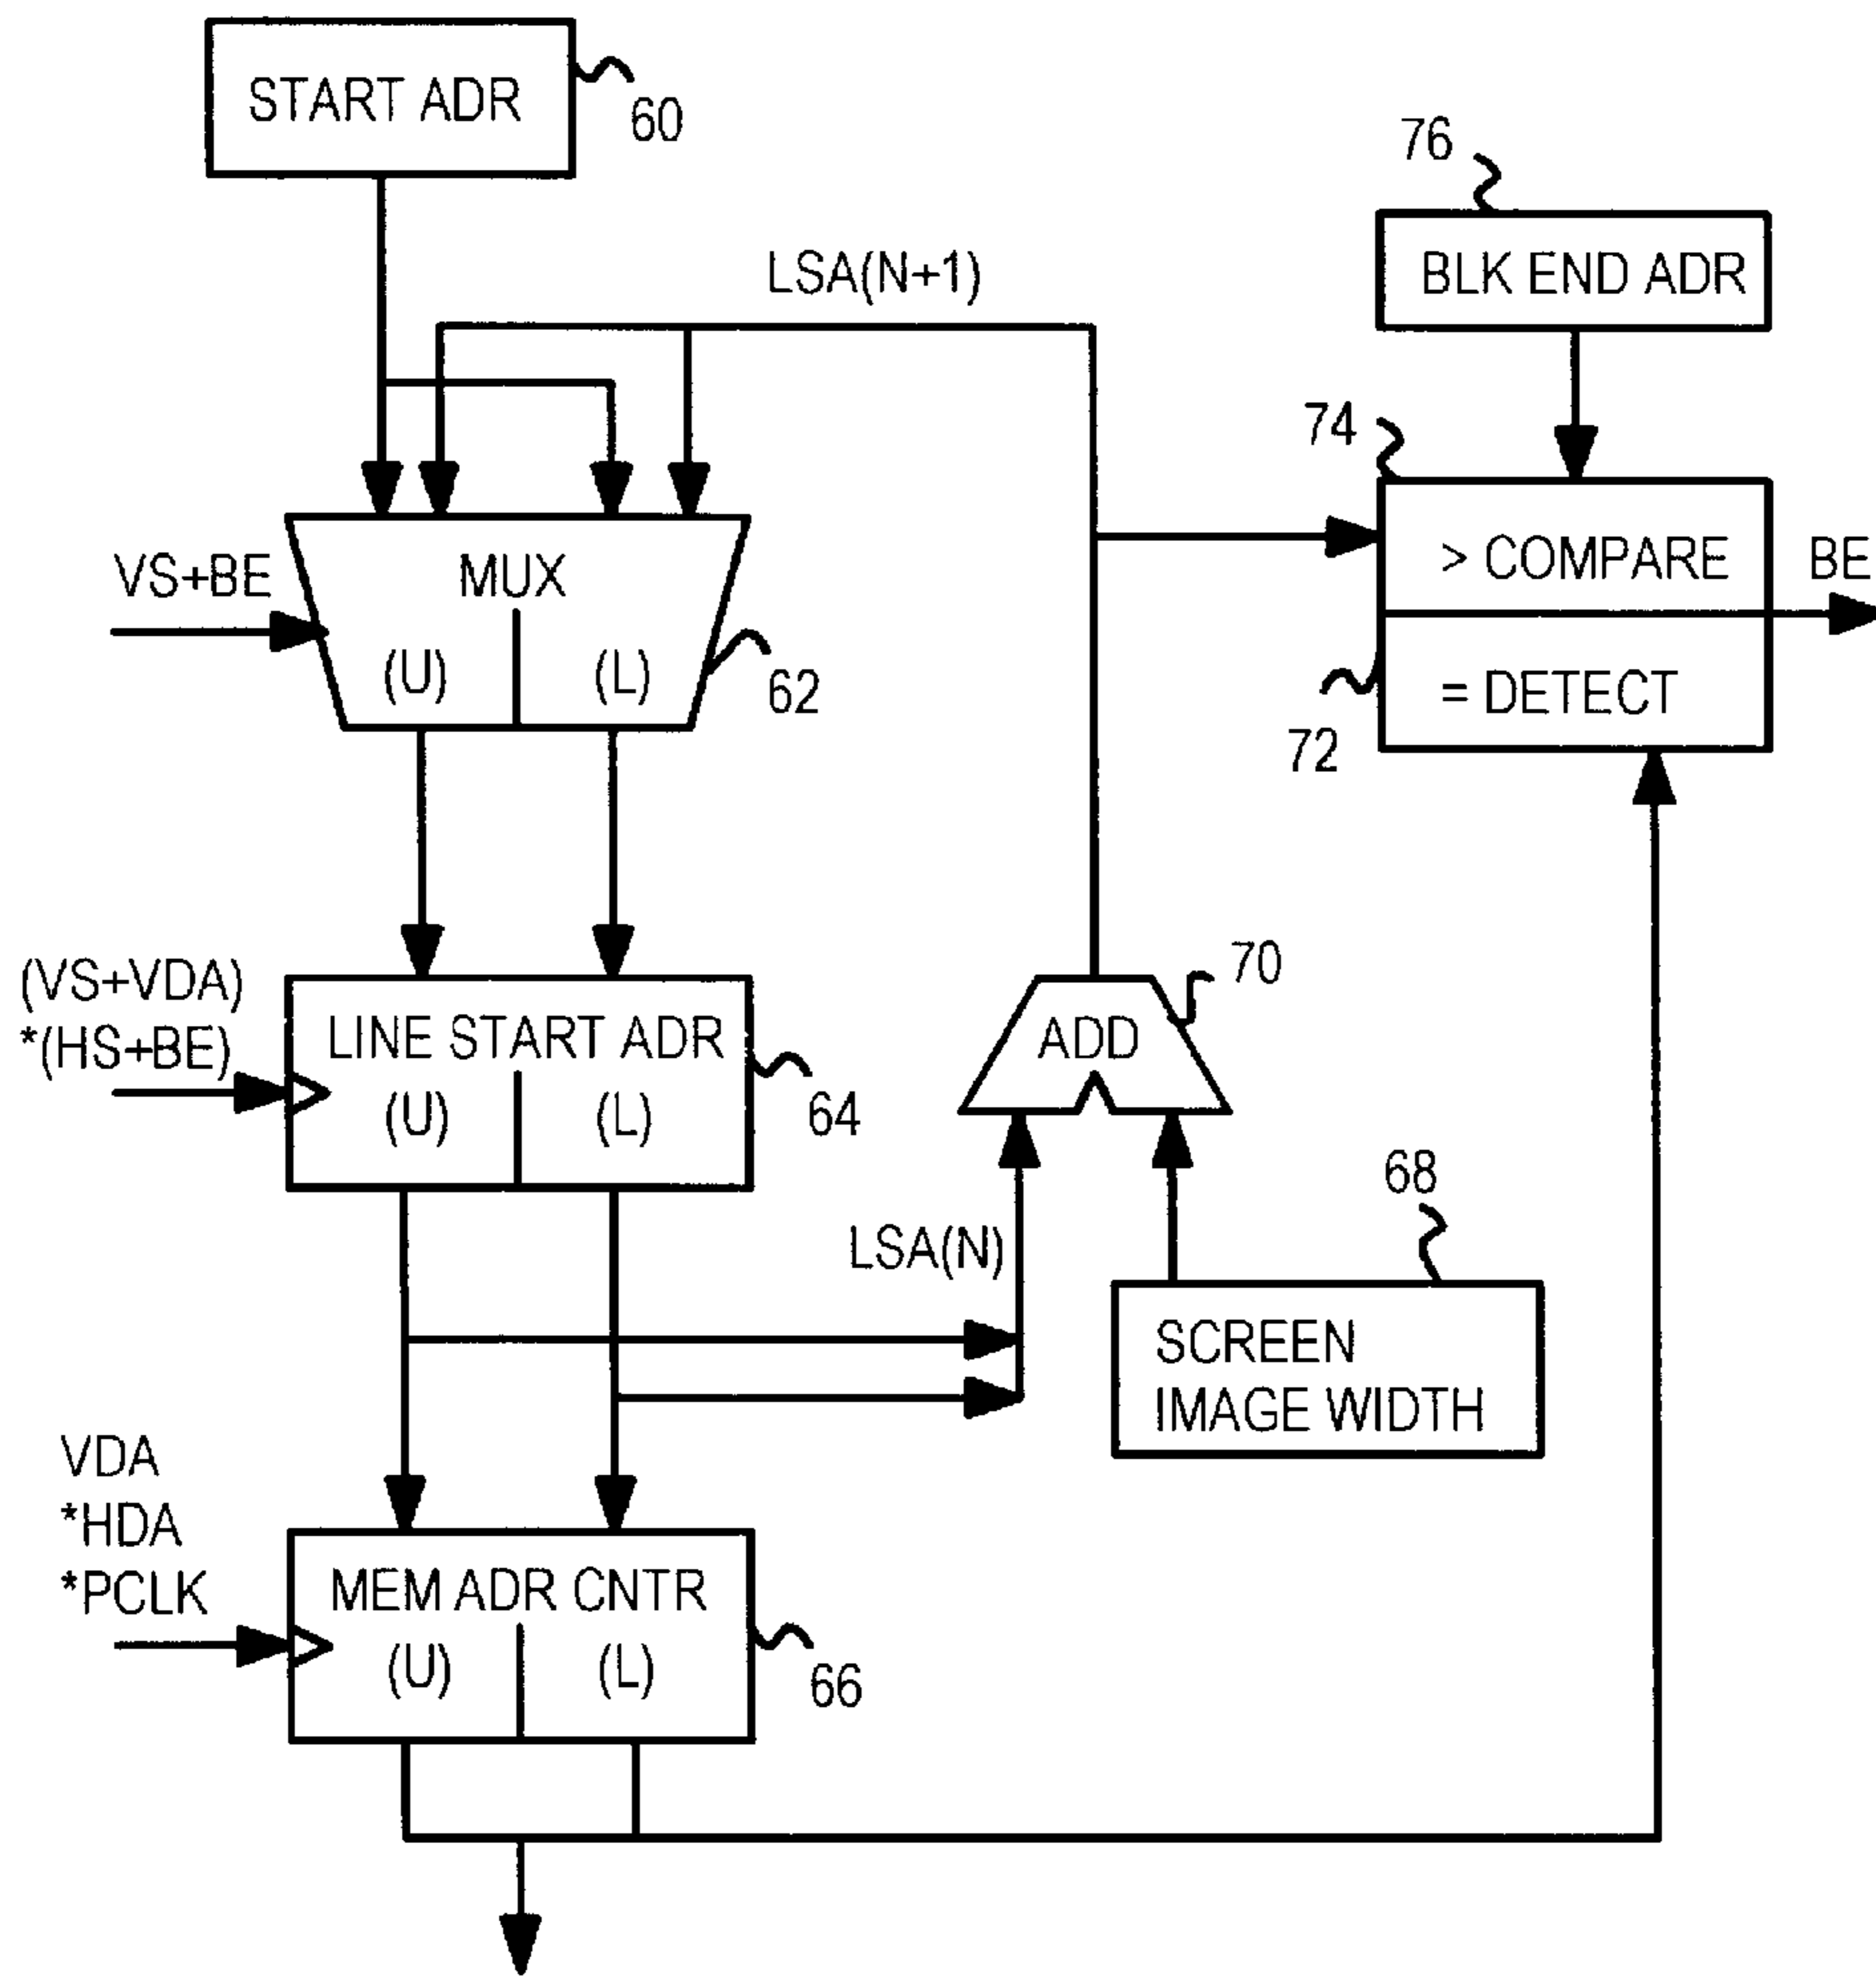 START ADR
60
76
BLK END ADR
LSA(N+1)
74
VS+BE
MUX
(U)
(L)
62
> COMPARE
BE
= DETECT
72
(VS+VDA)
*(HS+BE)
LINE START ADR
(U)
(L)
64
70
ADD
68
LSA(N)
SCREEN
IMAGE WIDTH
VDA
*HDA
*PCLK
MEM ADR CNTR
(U)
(L)
66